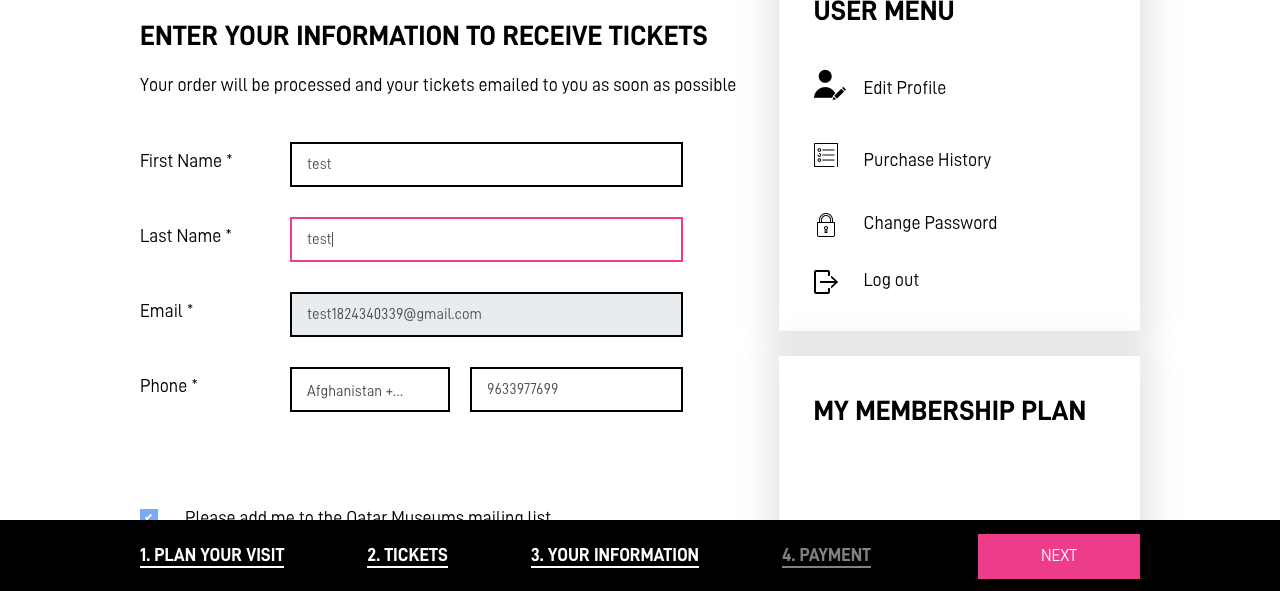 ENTER YOUR INFORMATION TO RECEIVE TICKETS
Your order will be processed and your tickets emailed to you as soon as possible
First Name *
test
Last Name *
test
Email *
test1824340339@gmail.com
Phone *
Afghanistan +...
9633977699
Please add me to the Qatar Museums mailing list
USER MENU
Edit Profile
Purchase History
Change Password
Log out
MY MEMBERSHIP PLAN
1. PLAN YOUR VISIT
2. TICKETS
3. YOUR INFORMATION
4. PAYMENT
NEXT